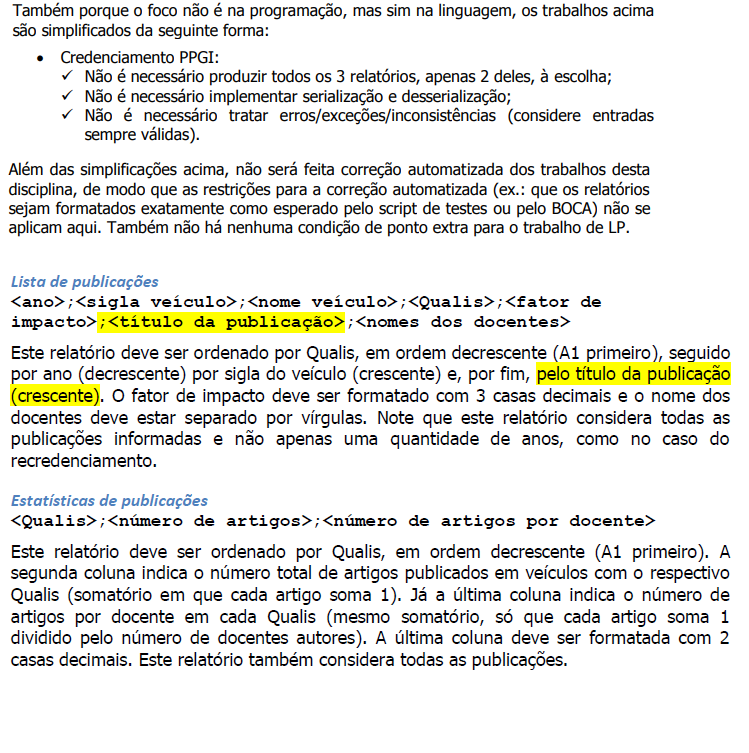 Também porque o foco não é na programação, mas sim na linguagem, os trabalhos acima
são simplificados da seguinte forma:
• Credenciamento PPGI:
✓ Não é necessário produzir todos os 3 relatórios, apenas 2 deles, à escolha;
✓ Não é necessário implementar serialização e desserialização;
✓ Não é necessário tratar erros/exceções/inconsistências (considere entradas
sempre válidas).
Além das simplificações acima, não será feita correção automatizada dos trabalhos desta
disciplina, de modo que as restrições para a correção automatizada (ex.: que os relatórios
sejam formatados exatamente como esperado pelo script de testes ou pelo BOCA) não se
aplicam aqui. Também não há nenhuma condição de ponto extra para o trabalho de LP.
Lista de publicações
<ano>;<sigla veículo>;<nome veículo>;<Qualis>;<fator de
impacto>;<título da publicação>;<nomes dos docentes>
Este relatório deve ser ordenado por Qualis, em ordem decrescente (A1 primeiro), seguido
por ano (decrescente) por sigla do veículo (crescente) e, por fim, pelo título da publicação
(crescente). O fator de impacto deve ser formatado com 3 casas decimais e o nome dos
docentes deve estar separado por vírgulas. Note que este relatório considera todas as
publicações informadas e não apenas uma quantidade de anos, como no caso do
recredenciamento.
Estatísticas de publicações
<Qualis>;<número de artigos>;<número de artigos por docente>
Este relatório deve ser ordenado por Qualis, em ordem decrescente (A1 primeiro). A
segunda coluna indica o número total de artigos publicados em veículos com o respectivo
Qualis (somatório em que cada artigo soma 1). Já a última coluna indica o número de
artigos por docente em cada Qualis (mesmo somatório, só que cada artigo soma 1
dividido pelo número de docentes autores). A última coluna deve ser formatada com 2
casas decimais. Este relatório também considera todas as publicações.